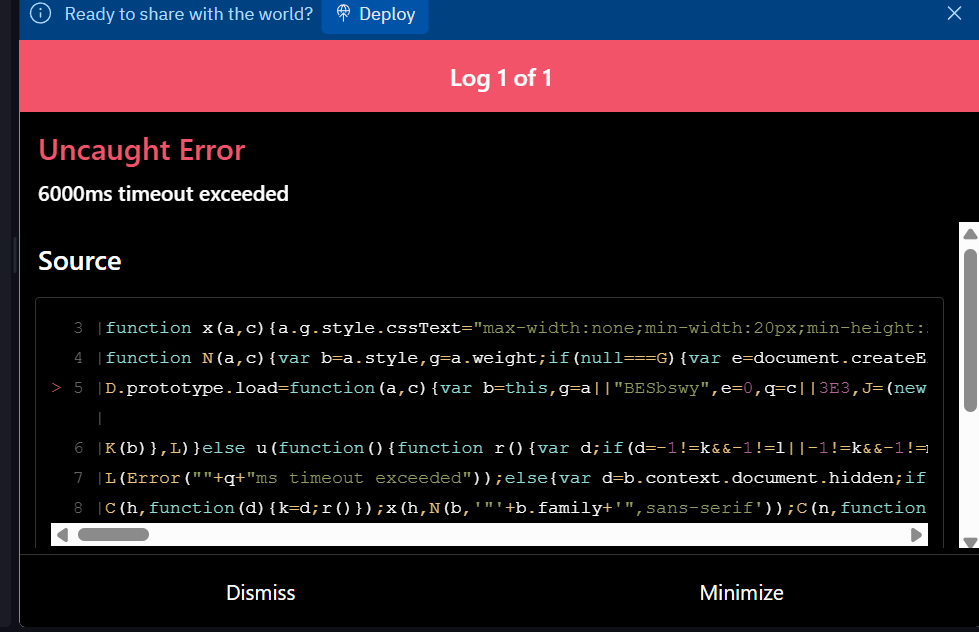 Ready to share with the world? Deploy
Log 1 of 1
Uncaught Error
6000ms timeout exceeded
Source
3 |function x(a,c){a.g.style.cssText="max-width:none;min-width:20px;min-height:
4 |function N(a,c){var b=a.style,g=a.weight;if(null===G){var e=document.createE
> 5 |D.prototype.load=function(a,c){var b=this,g=a||"BESbswy",e=0,q=c||3E3,J=(new
|
6 |K(b)},L)}else u(function(){function r(){var d;if(d=-1!=k&&-1!=l||-1!=k&&-1!=
7 |L(Error(""+q+"ms timeout exceeded"));else{var d=b.context.document.hidden;if
8 |C(h,function(d){k=d;r()});x(h,N(b,'"'+b.family+'",sans-serif'));C(n,function
Dismiss Minimize